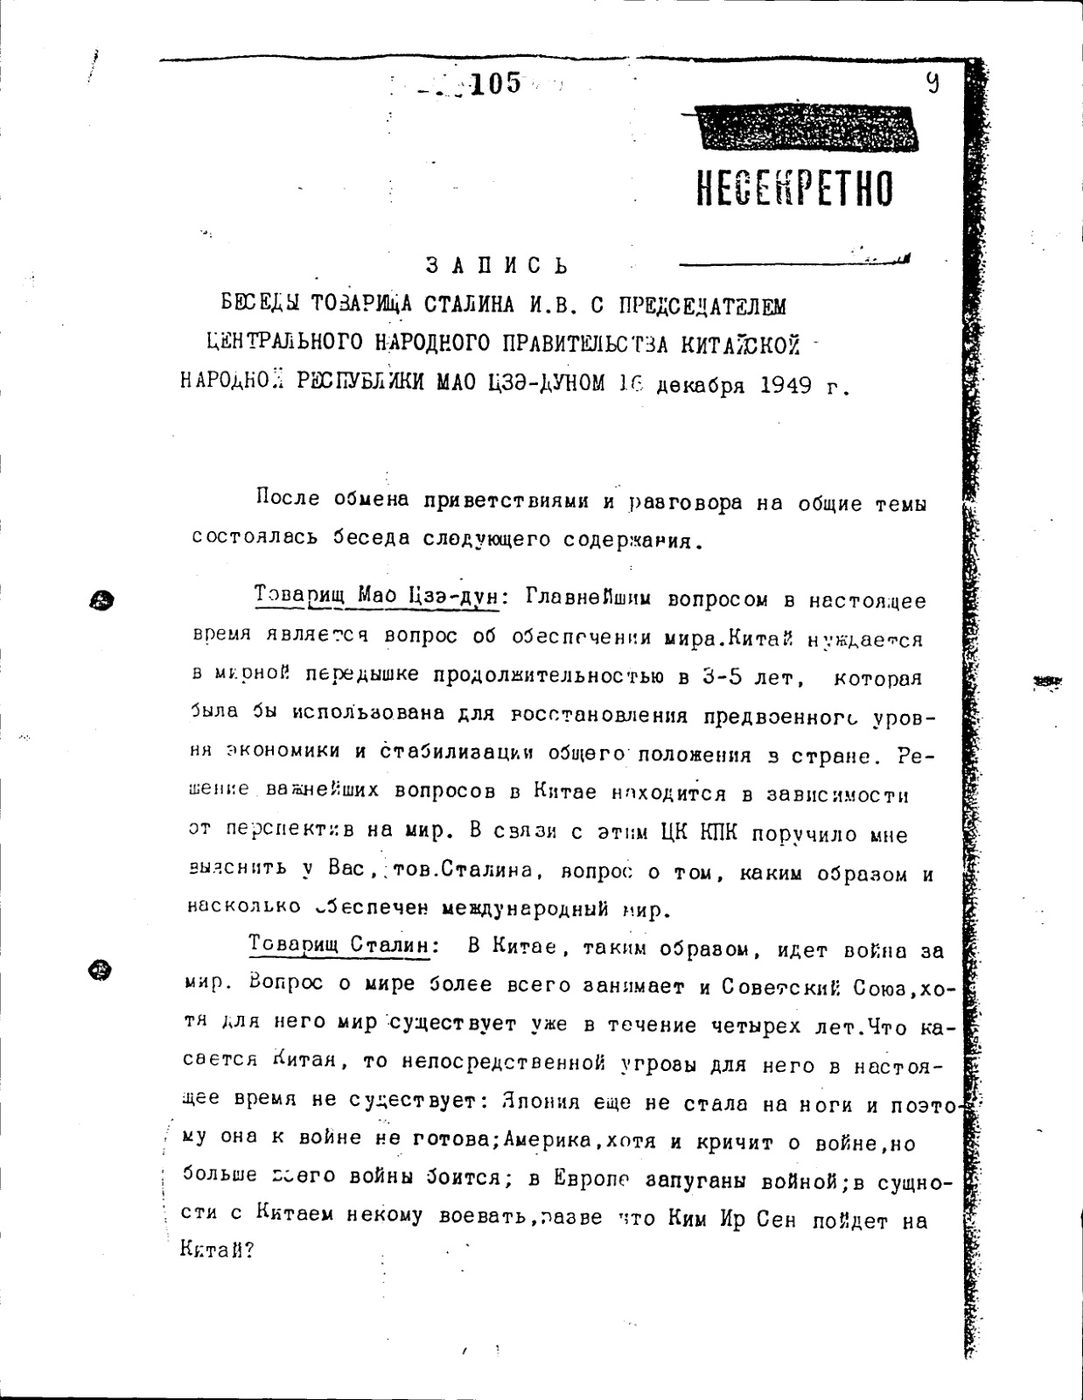 105
9
НЕСЕКРЕТНО
З А П И С Ь
БЕСЕДЫ ТОВАРИЩА СТАЛИНА И.В. С ПРЕДСЕДАТЕЛЕМ
ЦЕНТРАЛЬНОГО НАРОДНОГО ПРАВИТЕЛЬСТВА КИТАЙСКОЙ
НАРОДНОЙ РЕСПУБЛИКИ МАО ЦЗЭ-ДУНОМ 16 декабря 1949 г.
После обмена приветствиями и разговора на общие темы
состоялась беседа следующего содержания.
Товарищ Мао Цзэ-дун: Главнейшим вопросом в настоящее
время является вопрос об обеспечении мира.Китай нуждается
в мирной передышке продолжительностью в 3-5 лет, которая
была бы использована для восстановления предвоенного уров-
ня экономики и стабилизации общего положения в стране. Ре-
шение важнейших вопросов в Китае находится в зависимости
от перспектив на мир. В связи с этим ЦК КПК поручило мне
выяснить у Вас, тов.Сталина, вопрос о том, каким образом и
насколько обеспечен международный мир.
Товарищ Сталин: В Китае, таким образом, идет война за
мир. Вопрос о мире более всего занимает и Советский Союз,хо-
тя для него мир существует уже в течение четырех лет.Что ка-
сается Китая, то непосредственной угрозы для него в настоя-
щее время не существует: Япония еще не стала на ноги и поэто-
му она к войне не готова;Америка,хотя и кричит о войне,но
больше всего войны боится; в Европе запуганы войной;в сущно-
сти с Китаем некому воевать,разве что Ким Ир Сен пойдет на
Китай?